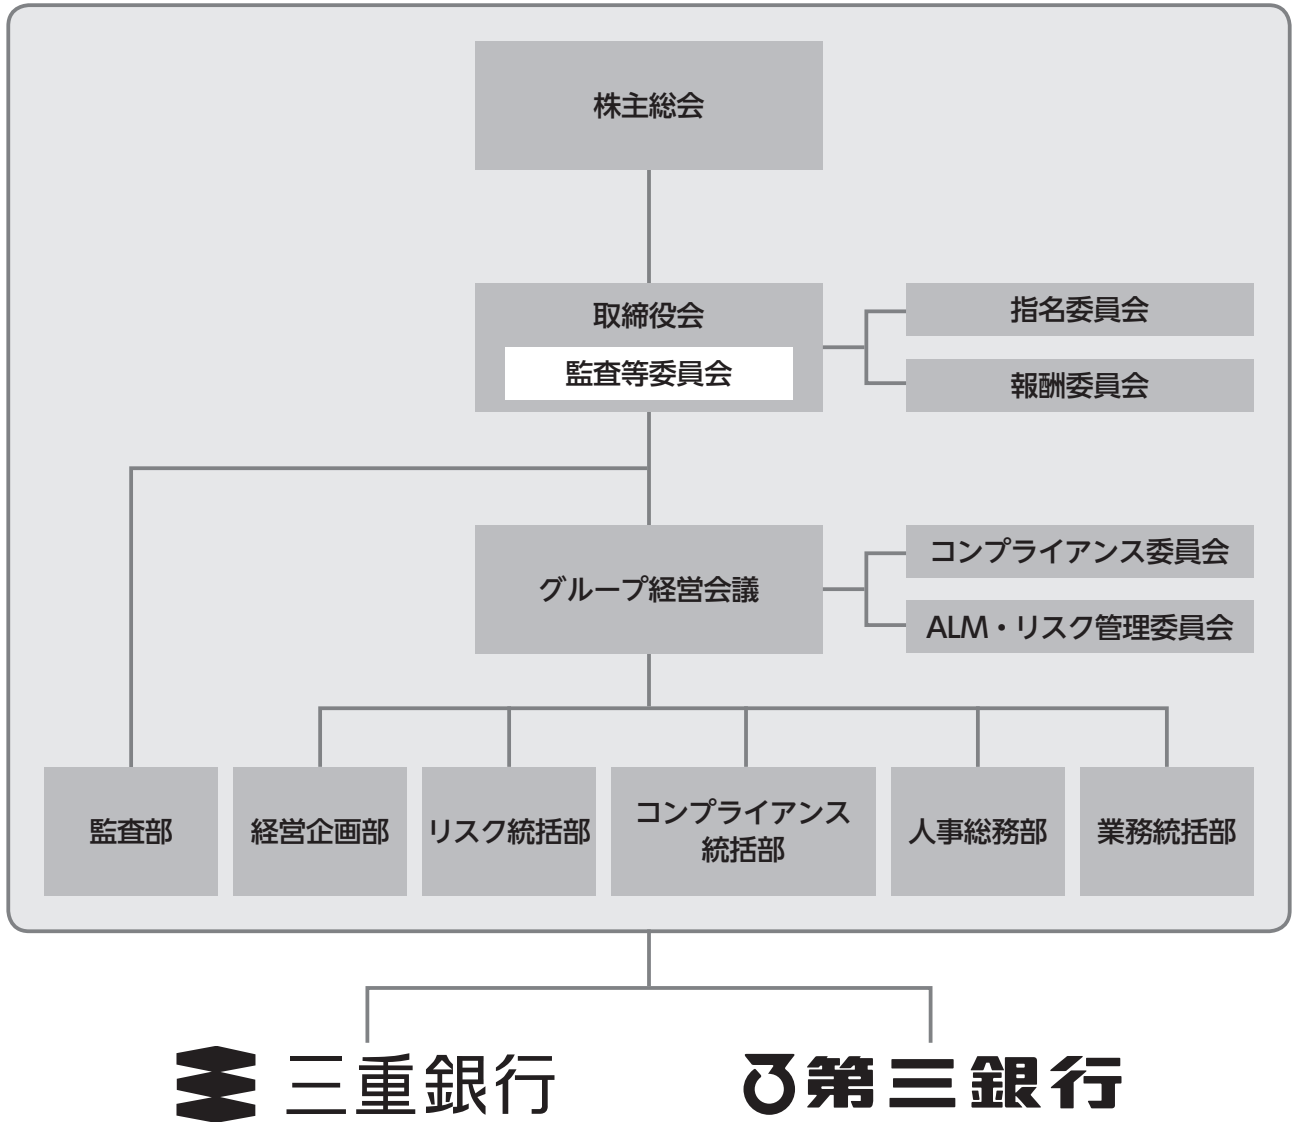 株主総会
取締役会
監査等委員会
指名委員会
報酬委員会
グループ経営会議
コンプライアンス委員会
ALM・リスク管理委員会
監査部
経営企画部
リスク統括部
コンプライアンス
統括部
人事総務部
業務統括部
三重銀行
第三銀行